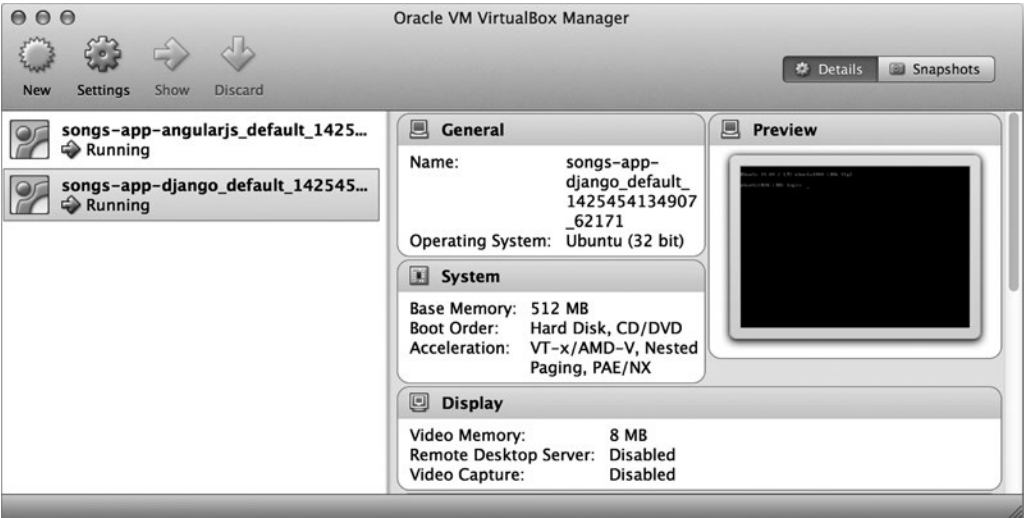 Oracle VM VirtualBox Manager
New
Settings
Show
Discard
Details
Snapshots
songs-app-angularjs_default_1425...
Running
songs-app-django_default_142545...
Running
General
Name:
songs-app-
django_default_
1425454134907
_62171
Operating System: Ubuntu (32 bit)
System
Base Memory: 512 MB
Boot Order: Hard Disk, CD/DVD
Acceleration: VT-x/AMD-V, Nested
Paging, PAE/NX
Preview
Display
Video Memory: 8 MB
Remote Desktop Server: Disabled
Video Capture: Disabled